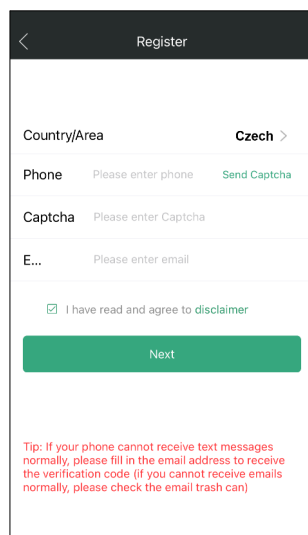 Register
Country/Area Czech >
Phone Please enter phone Send Captcha
Captcha Please enter Captcha
E... Please enter email
I have read and agree to disclaimer
Next
Tip: If your phone cannot receive text messages
normally, please fill in the email address to receive
the verification code (if you cannot receive emails
normally, please check the email trash can)